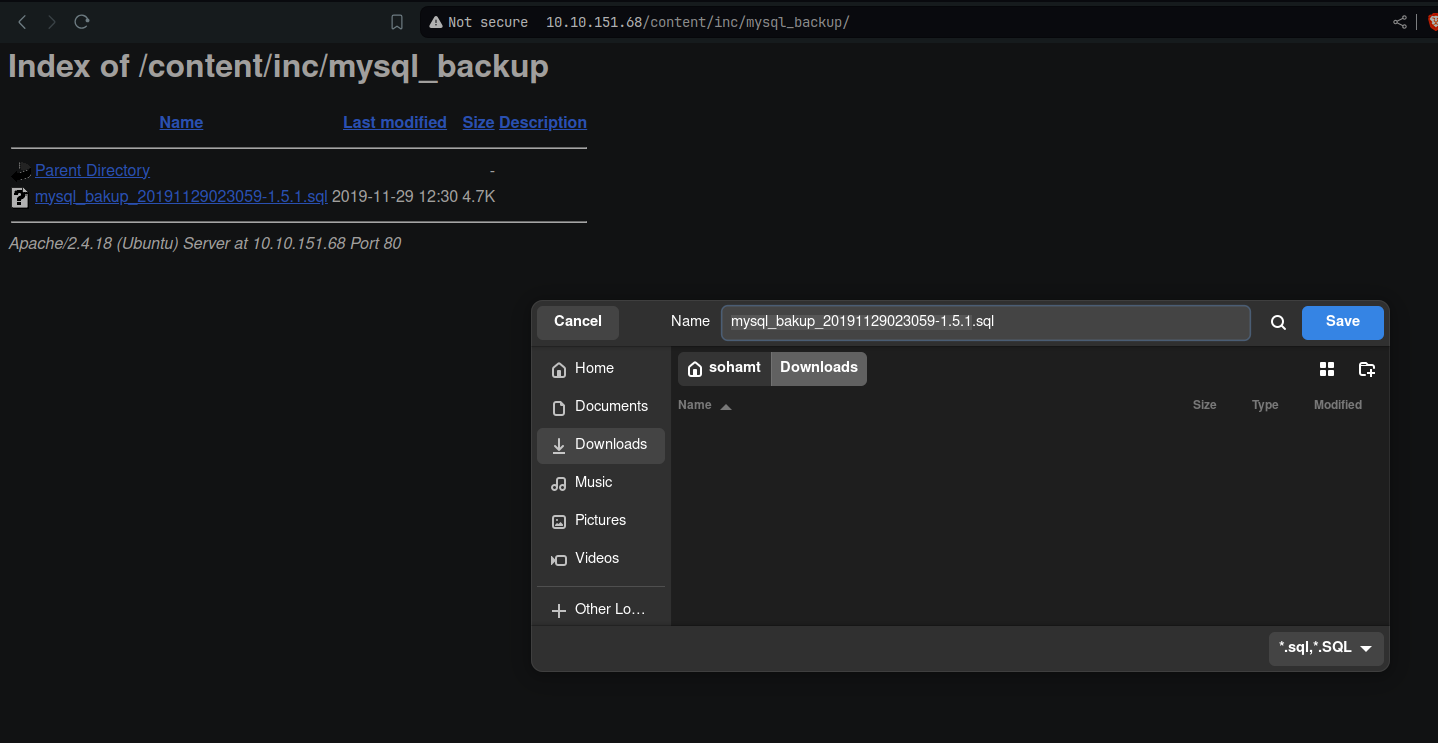 Not secure 10.10.151.68/content/inc/mysql_backup/
Index of /content/inc/mysql_backup
Name Last modified Size Description
Parent Directory -
mysql_bakup_20191129023059-1.5.1.sql 2019-11-29 12:30 4.7K
Apache/2.4.18 (Ubuntu) Server at 10.10.151.68 Port 80
Cancel Name mysql_bakup_20191129023059-1.5.1.sql Save
Home
Documents
Downloads
Music
Pictures
Videos
Other Lo…
sohamt Downloads
Name Size Type Modified
*.sql,*.SQL